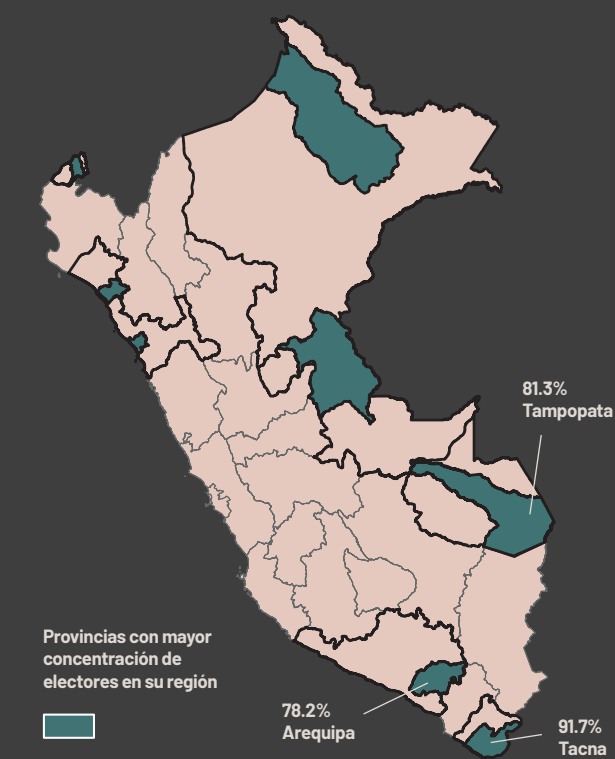 81.3%
Tampopata
Provincias con mayor
concentración de
electores en su región
78.2%
Arequipa
91.7%
Tacna